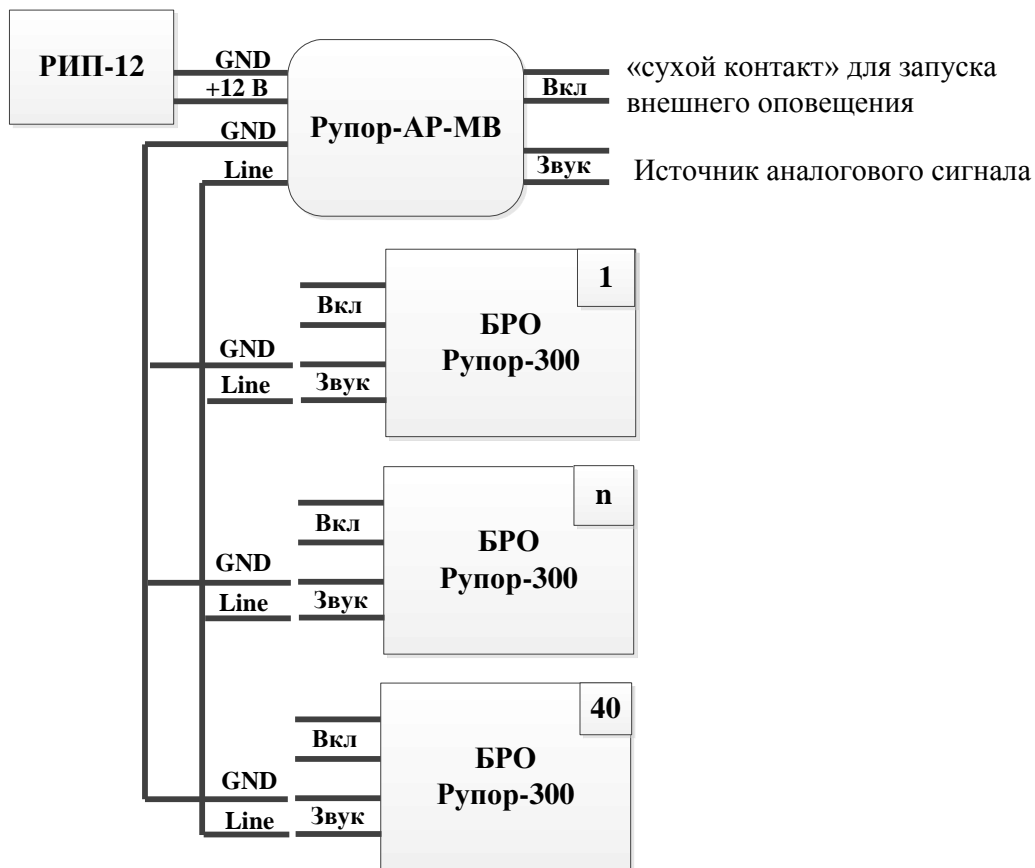 РИП-12
GND
+12 В
GND
Line
Рупор-АР-МВ
Вкл
Звук
«сухой контакт» для запуска
внешнего оповещения
Источник аналогового сигнала
1
Вкл
GND
Line
Звук
БРО
Рупор-300
n
Вкл
GND
Line
Звук
БРО
Рупор-300
40
Вкл
GND
Line
Звук
БРО
Рупор-300